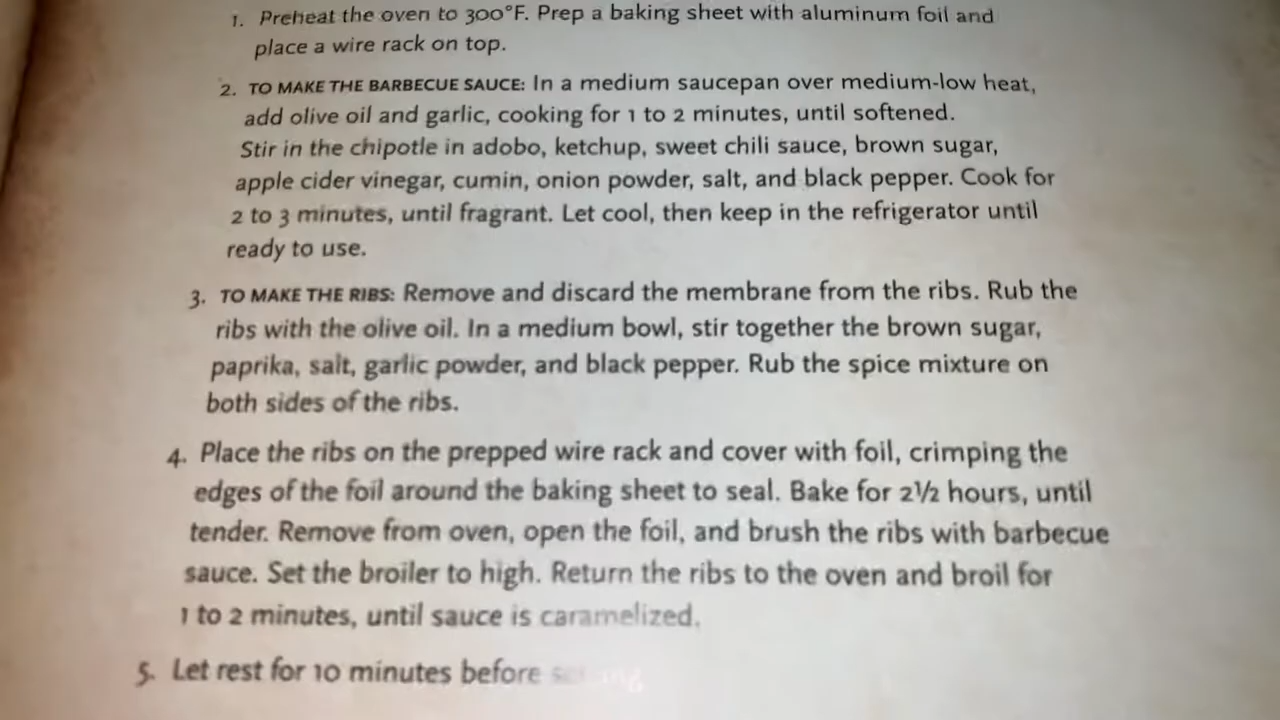 1. Preheat the oven to 300°F. Prep a baking sheet with aluminum foil and
place a wire rack on top.
2. TO MAKE THE BARBECUE SAUCE: In a medium saucepan over medium-low heat,
add olive oil and garlic, cooking for 1 to 2 minutes, until softened.
Stir in the chipotle in adobo, ketchup, sweet chili sauce, brown sugar,
apple cider vinegar, cumin, onion powder, salt, and black pepper. Cook for
2 to 3 minutes, until fragrant. Let cool, then keep in the refrigerator until
ready to use.
3. TO MAKE THE RIBS: Remove and discard the membrane from the ribs. Rub the
ribs with the olive oil. In a medium bowl, stir together the brown sugar,
paprika, salt, garlic powder, and black pepper. Rub the spice mixture on
both sides of the ribs.
4. Place the ribs on the prepped wire rack and cover with foil, crimping the
edges of the foil around the baking sheet to seal. Bake for 2½ hours, until
tender. Remove from oven, open the foil, and brush the ribs with barbecue
sauce. Set the broiler to high. Return the ribs to the oven and broil for
1 to 2 minutes, until sauce is caramelized.
5. Let rest for 10 minutes before